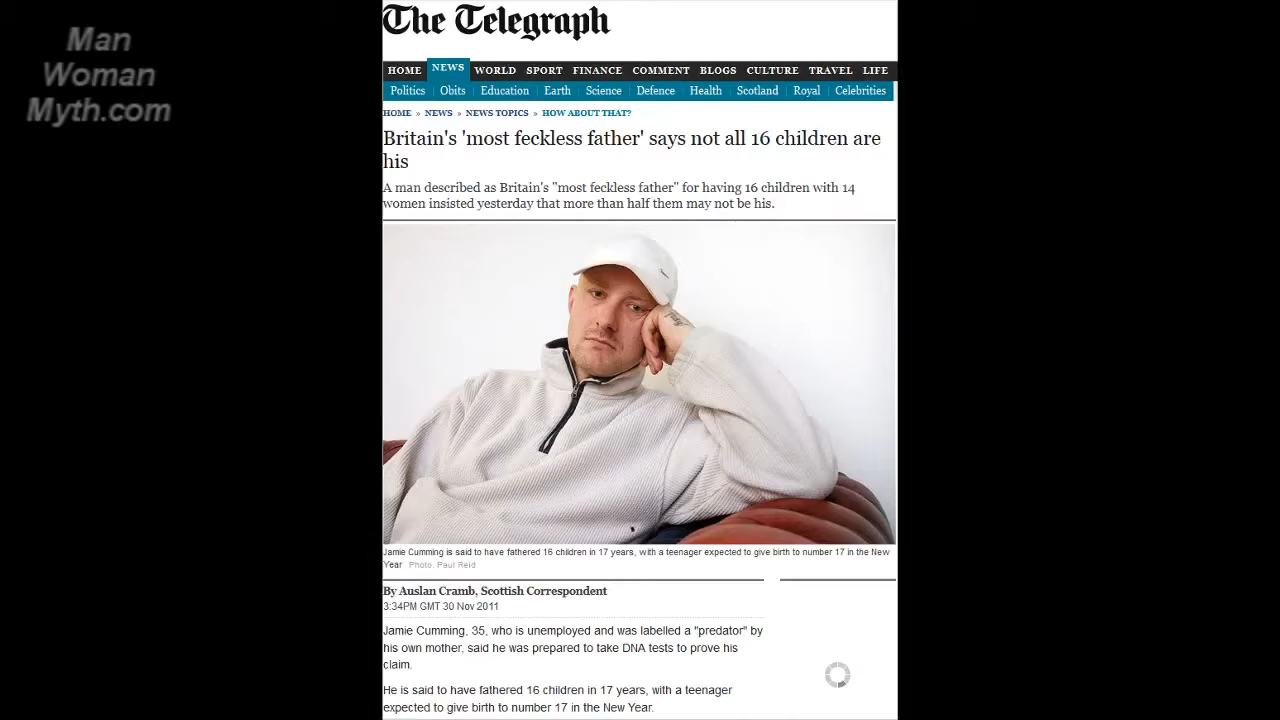 Man
Woman
Myth.com
The Telegraph
HOME NEWS WORLD SPORT FINANCE COMMENT BLOGS CULTURE TRAVEL LIFE
Politics Obits Education Earth Science Defence Health Scotland Royal Celebrities
HOME » NEWS » NEWS TOPICS » HOW ABOUT THAT?
Britain's 'most feckless father' says not all 16 children are
his
A man described as Britain's "most feckless father" for having 16 children with 14
women insisted yesterday that more than half them may not be his.
Jamie Cumming is said to have fathered 16 children in 17 years, with a teenager expected to give birth to number 17 in the New
Year Photo: Paul Reid
By Auslan Cramb, Scottish Correspondent
3:34PM GMT 30 Nov 2011
Jamie Cumming, 35, who is unemployed and was labelled a "predator" by
his own mother, said he was prepared to take DNA tests to prove his
claim.
He is said to have fathered 16 children in 17 years, with a teenager
expected to give birth to number 17 in the New Year.